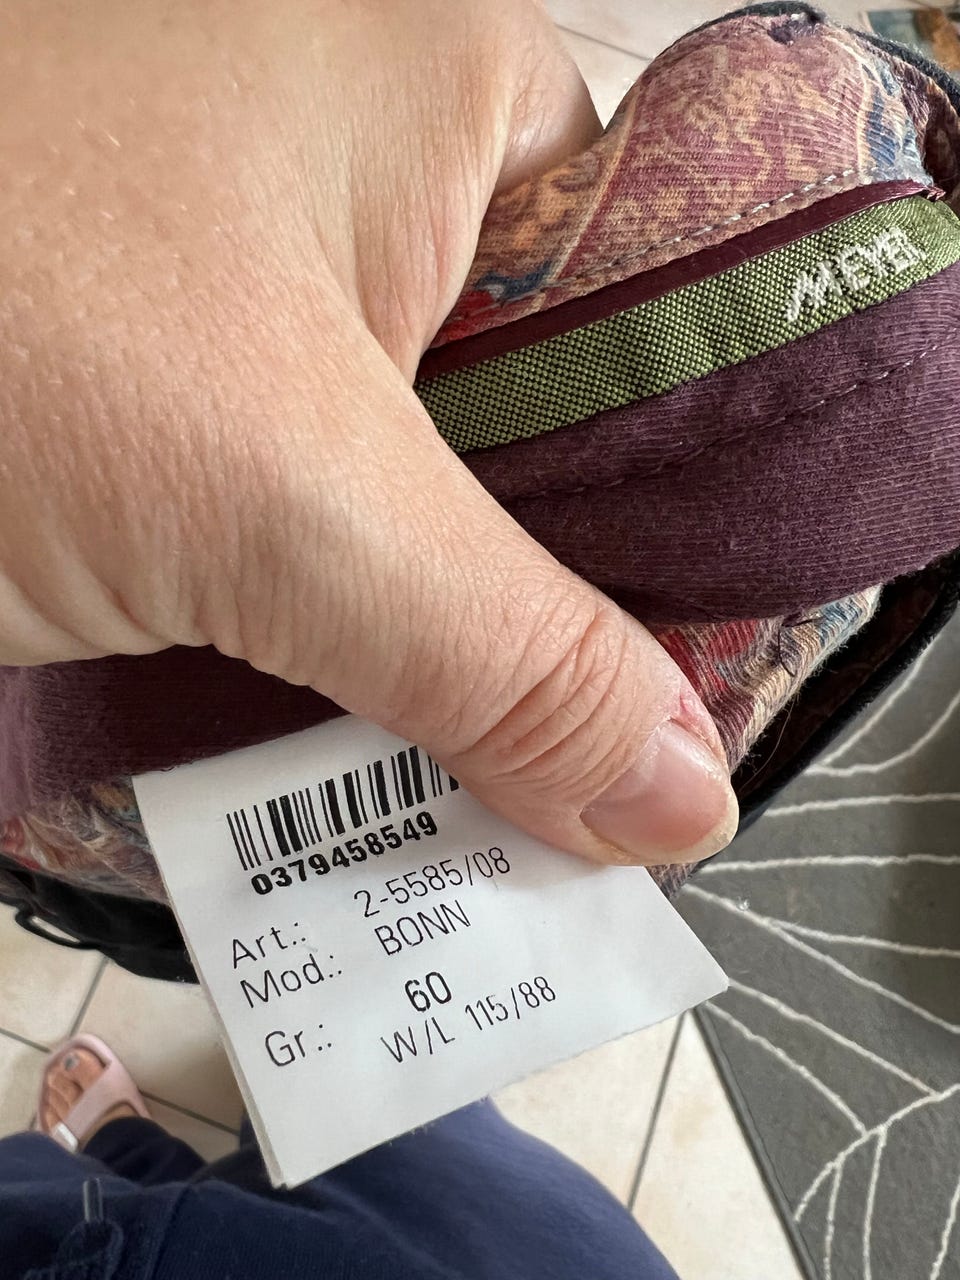 MEYER
0379458549
Art.: 2-5585/08
Mod.: BONN
Gr.: 60
W/L 115/88